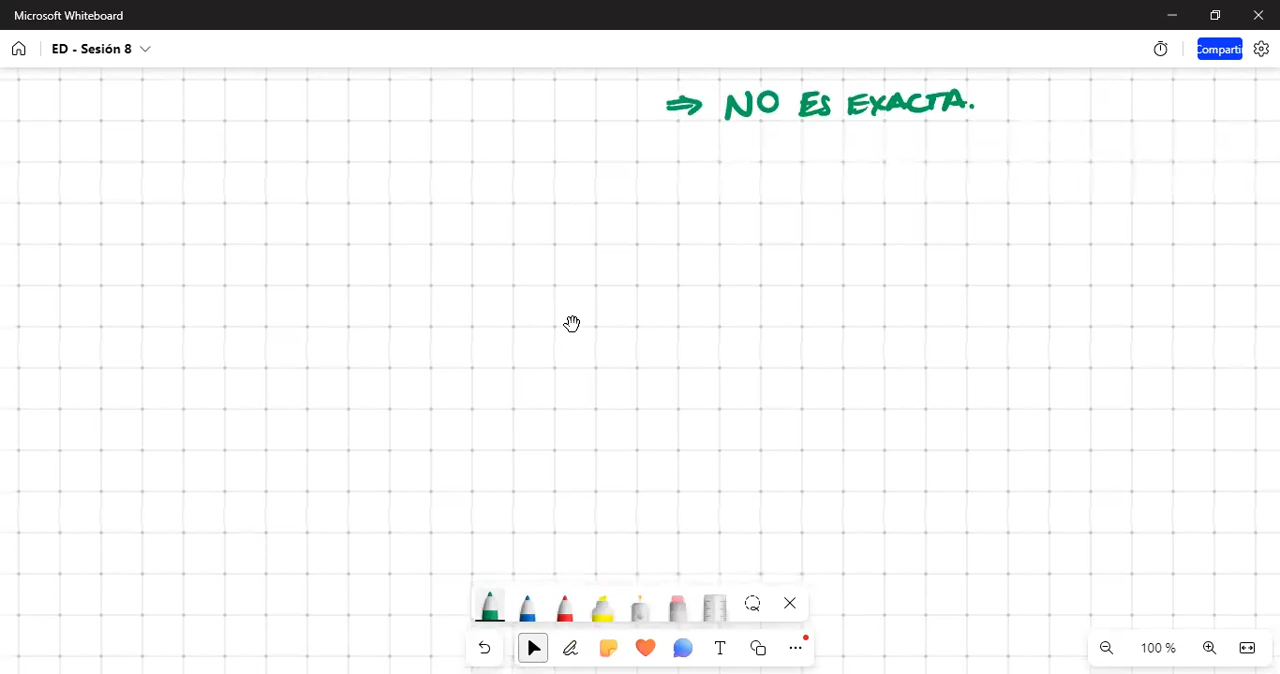 Microsoft Whiteboard
ED - Sesión 8
Comparti
⇒ NO ES EXACTA.
T
100 %